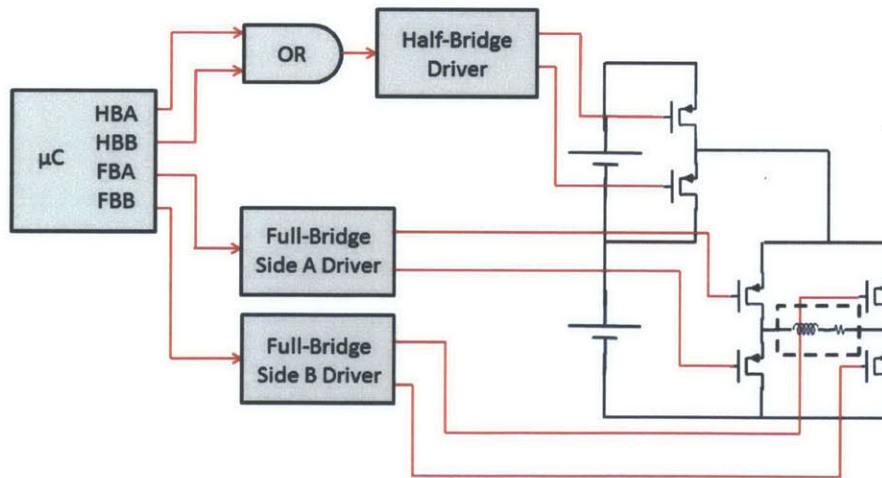 OR
Half-Bridge
Driver
μC
HBA
HBB
FBA
FBB
Full-Bridge
Side A Driver
Full-Bridge
Side B Driver